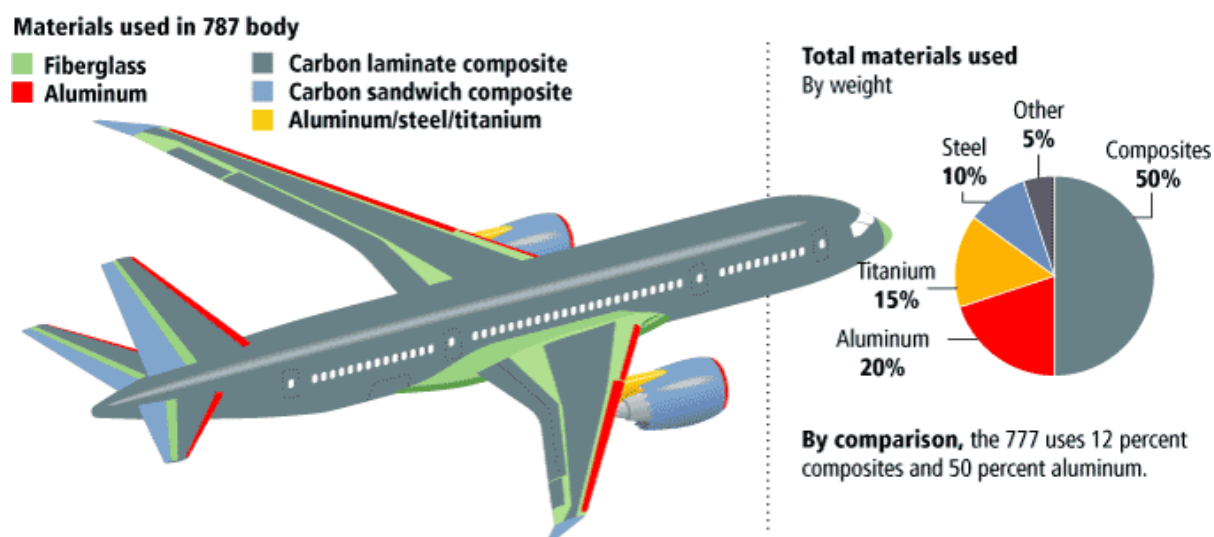 Materials used in 787 body
Fiberglass
Aluminum
Carbon laminate composite
Carbon sandwich composite
Aluminum/steel/titanium
Total materials used
By weight
Other
5%
Steel
10%
Composites
50%
Titanium
15%
Aluminum
20%
By comparison, the 777 uses 12 percent
composites and 50 percent aluminum.